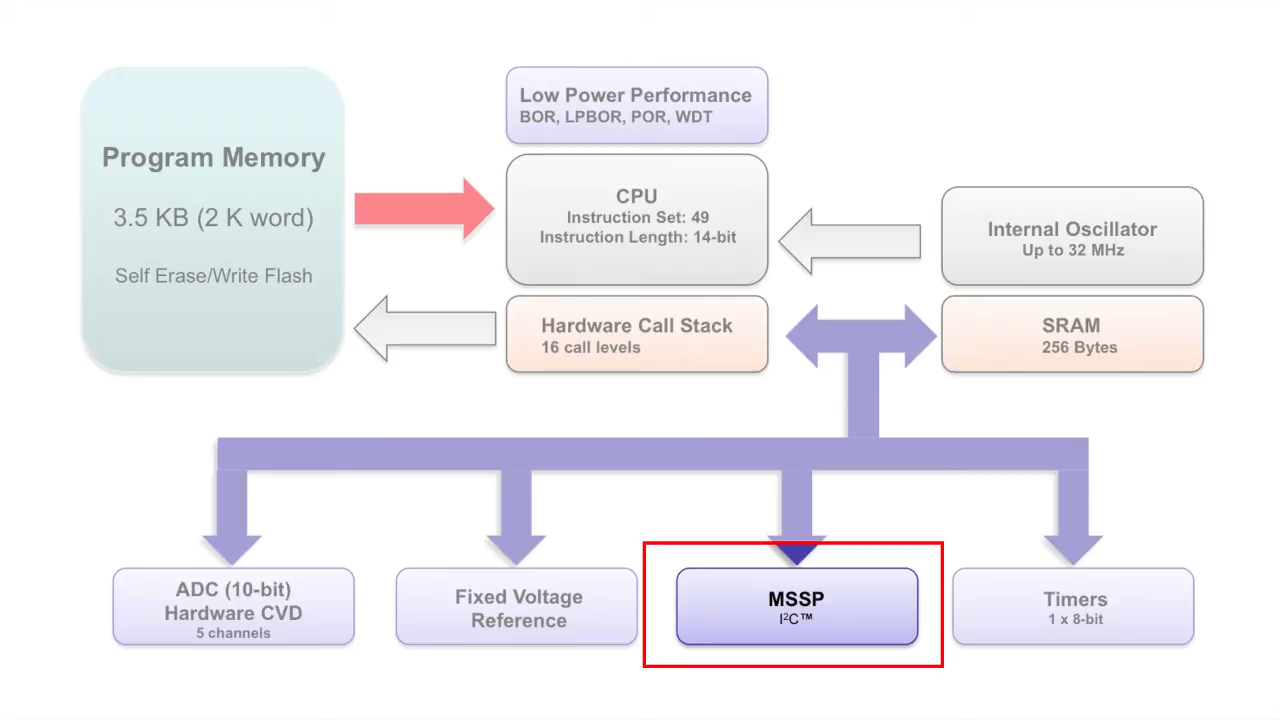 Low Power Performance
BOR, LPBOR, POR, WDT
Program Memory
3.5 KB (2 K word)
Self Erase/Write Flash
CPU
Instruction Set: 49
Instruction Length: 14-bit
Internal Oscillator
Up to 32 MHz
Hardware Call Stack
16 call levels
SRAM
256 Bytes
ADC (10-bit)
Hardware CVD
5 channels
Fixed Voltage
Reference
MSSP
I²C™
Timers
1 x 8-bit